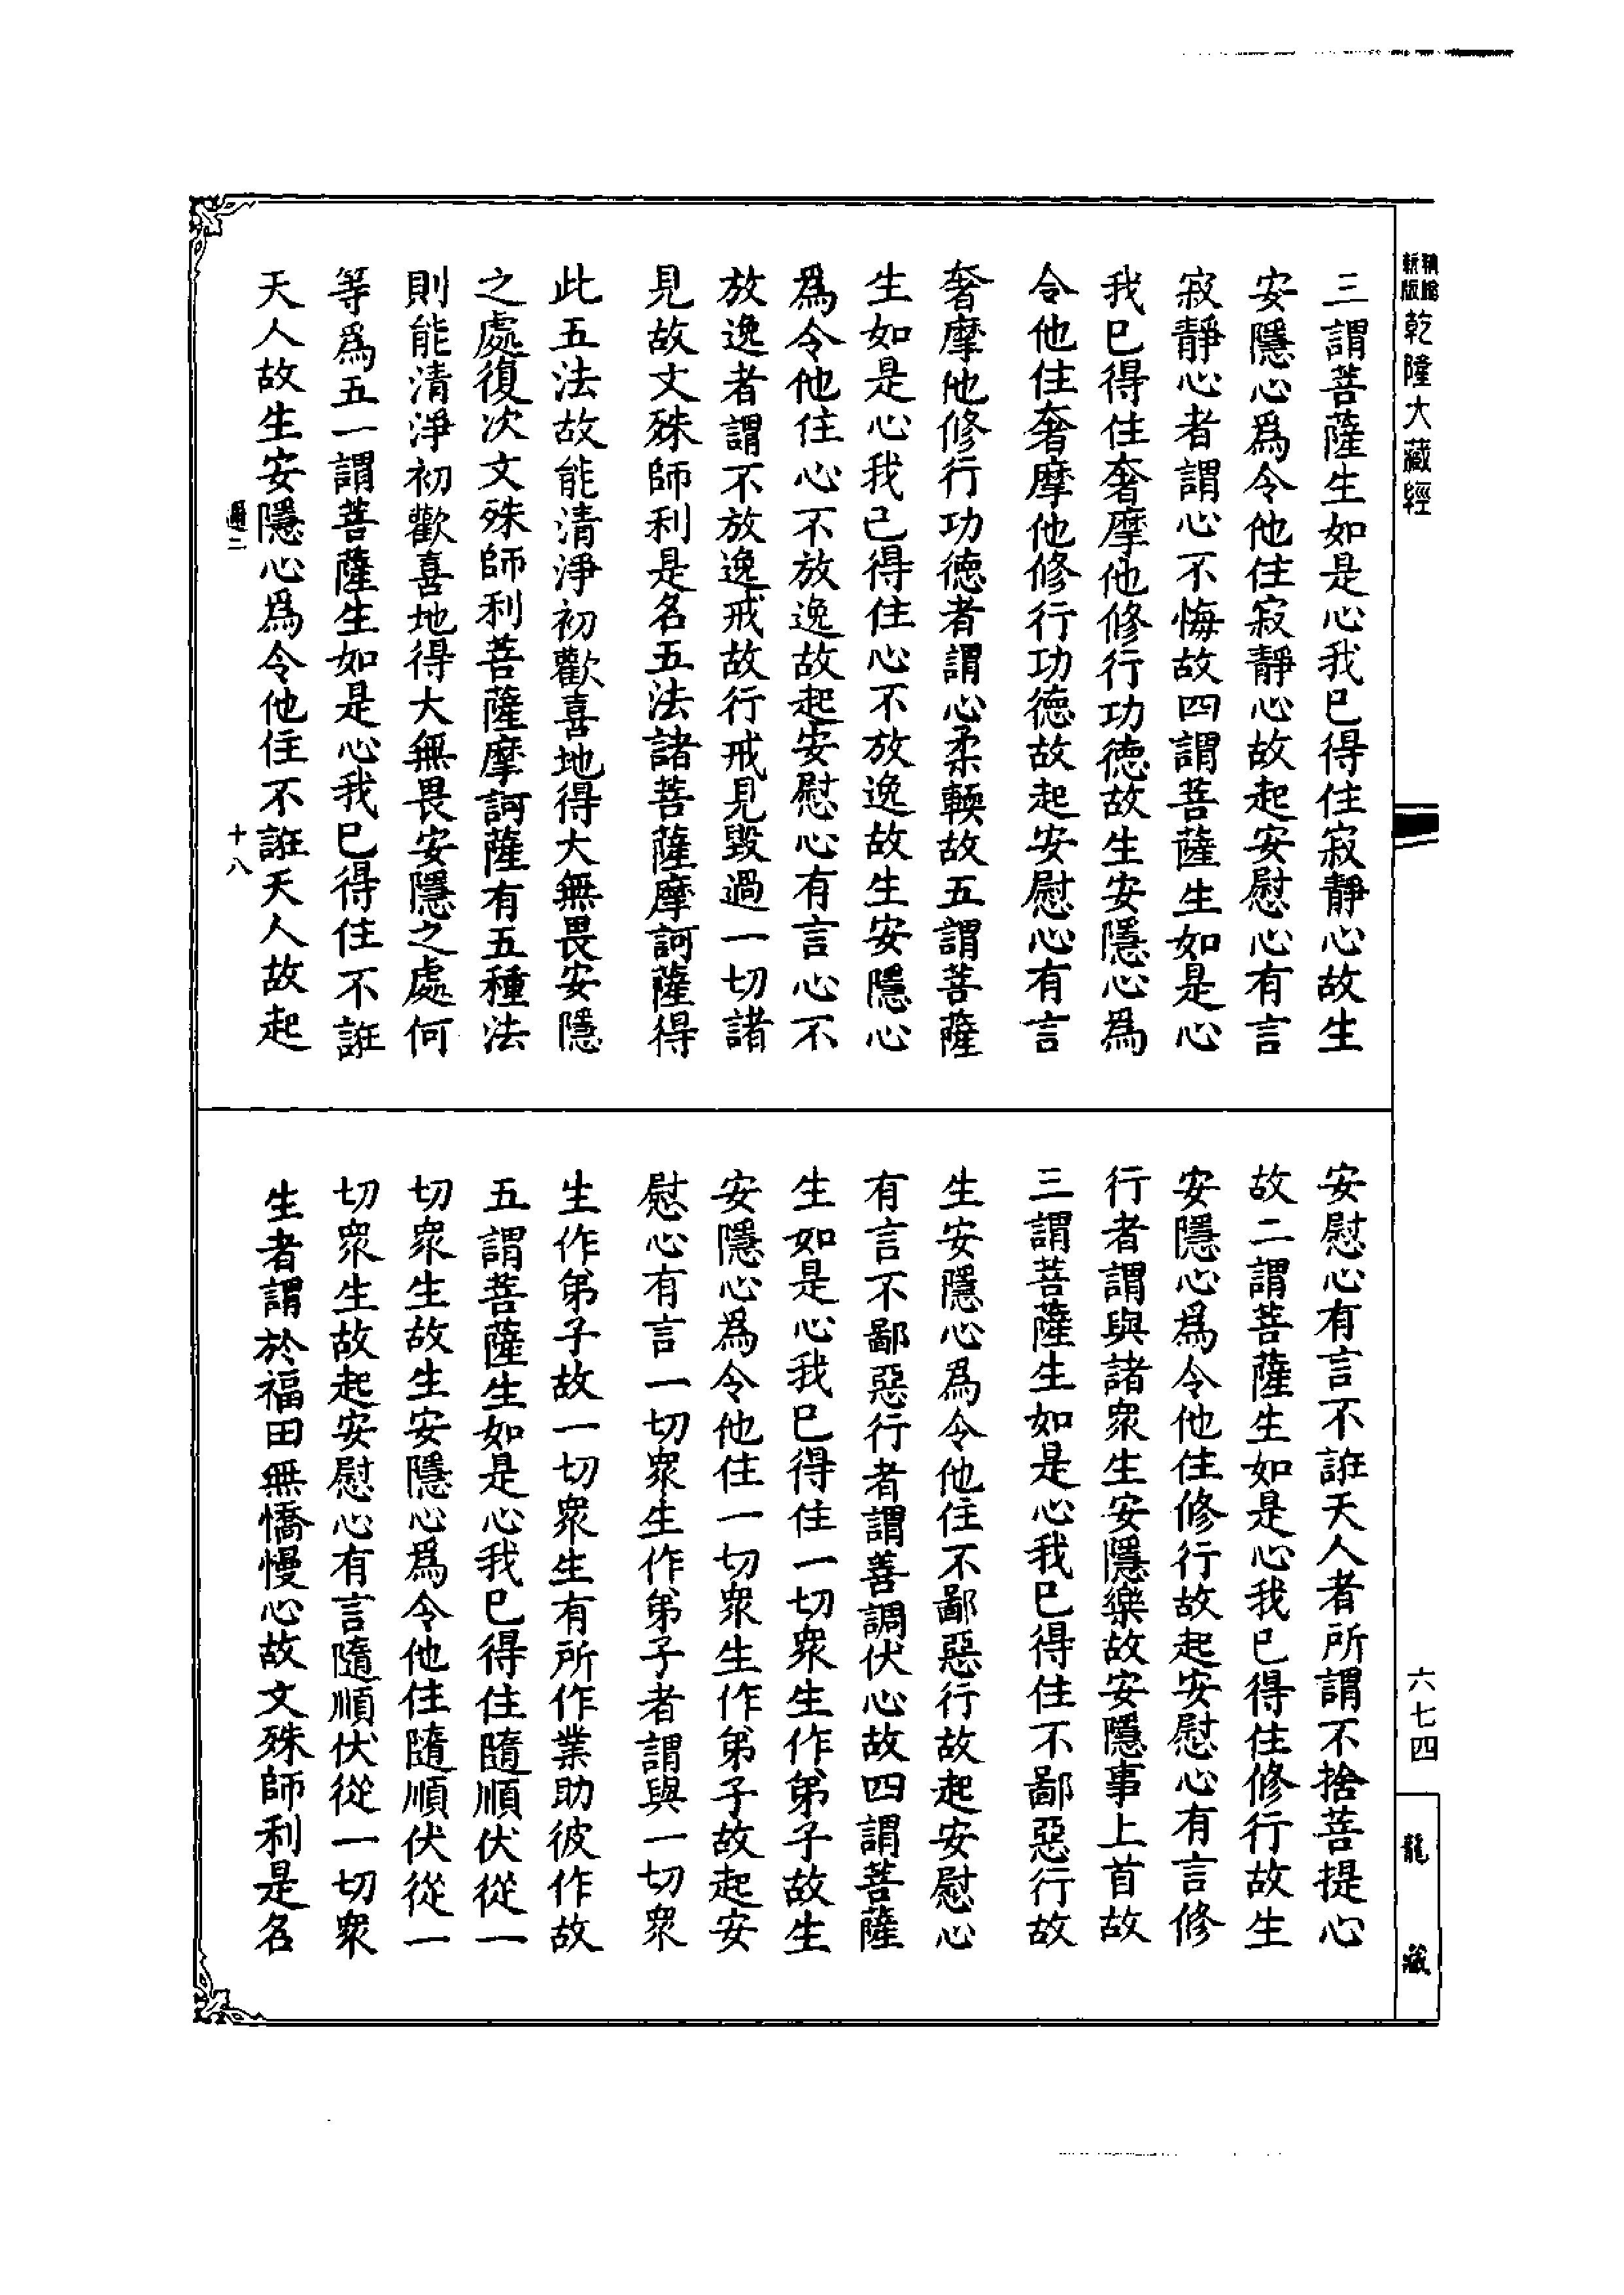 新版
乾隆大藏經
三謂菩薩生如是心我已得住寂靜心故生
安隱心為令他住寂靜心故起安慰心有言
寂靜心者謂心不悔故四謂菩薩生如是心
我已得住奢摩他修行功德故生安隱心為
令他住奢摩他修行功德故起安慰心有言
奢摩他修行功德者謂心柔輭故五謂菩薩
生如是心我已得住心不放逸故生安隱心
為令他住心不放逸故起安慰心有言心不
放逸者謂不放逸戒故行戒見毀過一切諸
見故文殊師利是名五法諸菩薩摩訶薩得
此五法故能清淨初歡喜地得大無畏安隱
之處復次文殊師利菩薩摩訶薩有五種法
則能清淨初歡喜地得大無畏安隱之處何
等為五一謂菩薩生如是心我已得住不誑
天人故生安隱心為令他住不誑天人故起
十八
安慰心有言不誑天人者所謂不捨菩提心
故二謂菩薩生如是心我已得住修行故生
安隱心為令他住修行故起安慰心有言修
行者謂與諸衆生安隱樂故安隱事上首故
三謂菩薩生如是心我已得住不鄙惡行故
生安隱心為令他住不鄙惡行故起安慰心
有言不鄙惡行者謂善調伏心故四謂菩薩
生如是心我已得住一切衆生作弟子故生
安隱心為令他住一切衆生作弟子故起安
慰心有言一切衆生作弟子者謂與一切衆
生作弟子故一切衆生有所作業助彼作故
五謂菩薩生如是心我已得住隨順伏從一
切衆生故生安隱心為令他住隨順伏從一
切衆生故起安慰心有言隨順伏從一切衆
生者謂於福田無憍慢心故文殊師利是名
六七四
龍藏